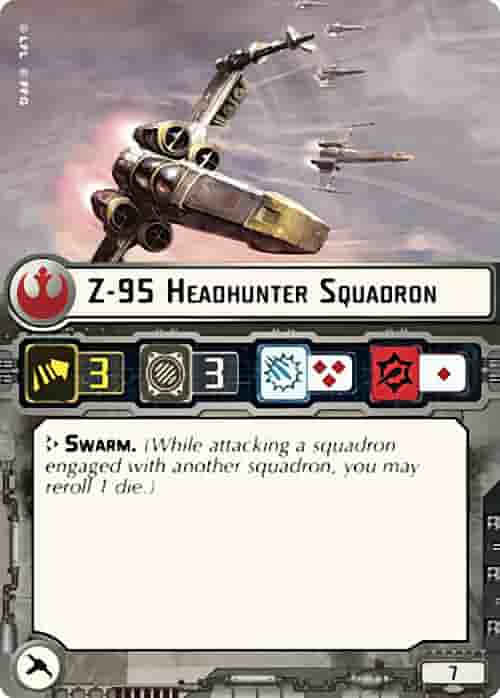 © LFL © FFG
Z-95 HEADHUNTER SQUADRON
3
3
SWARM. (While attacking a squadron
engaged with another squadron, you may
reroll 1 die.)
7